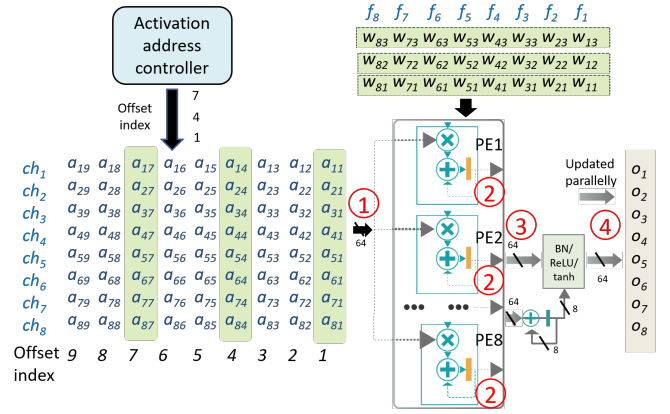 Activation
address
controller
Offset
index
7
4
1
f8 f7 f6 f5 f4 f3 f2 f1
w83 w73 w63 w53 w43 w33 w23 w13
w82 w72 w62 w52 w42 w32 w22 w12
w81 w71 w61 w51 w41 w31 w21 w11
ch1 a19 a18 a17 a16 a15 a14 a13 a12 a11
ch2 a29 a28 a27 a26 a25 a24 a23 a22 a21
ch3 a39 a38 a37 a36 a35 a34 a33 a32 a31
ch4 a49 a48 a47 a46 a45 a44 a43 a42 a41
ch5 a59 a58 a57 a56 a55 a54 a53 a52 a51
ch6 a69 a68 a67 a66 a65 a64 a63 a62 a61
ch7 a79 a78 a77 a76 a75 a74 a73 a72 a71
ch8 a89 a88 a87 a86 a85 a84 a83 a82 a81
Offset
index
9 8 7 6 5 4 3 2 1
1
64
PE1
2
PE2
2
PE8
2
3
64
64
BN/
ReLU/
tanh
8
8
Updated
parallelly
4
64
o1
o2
o3
o4
o5
o6
o7
o8